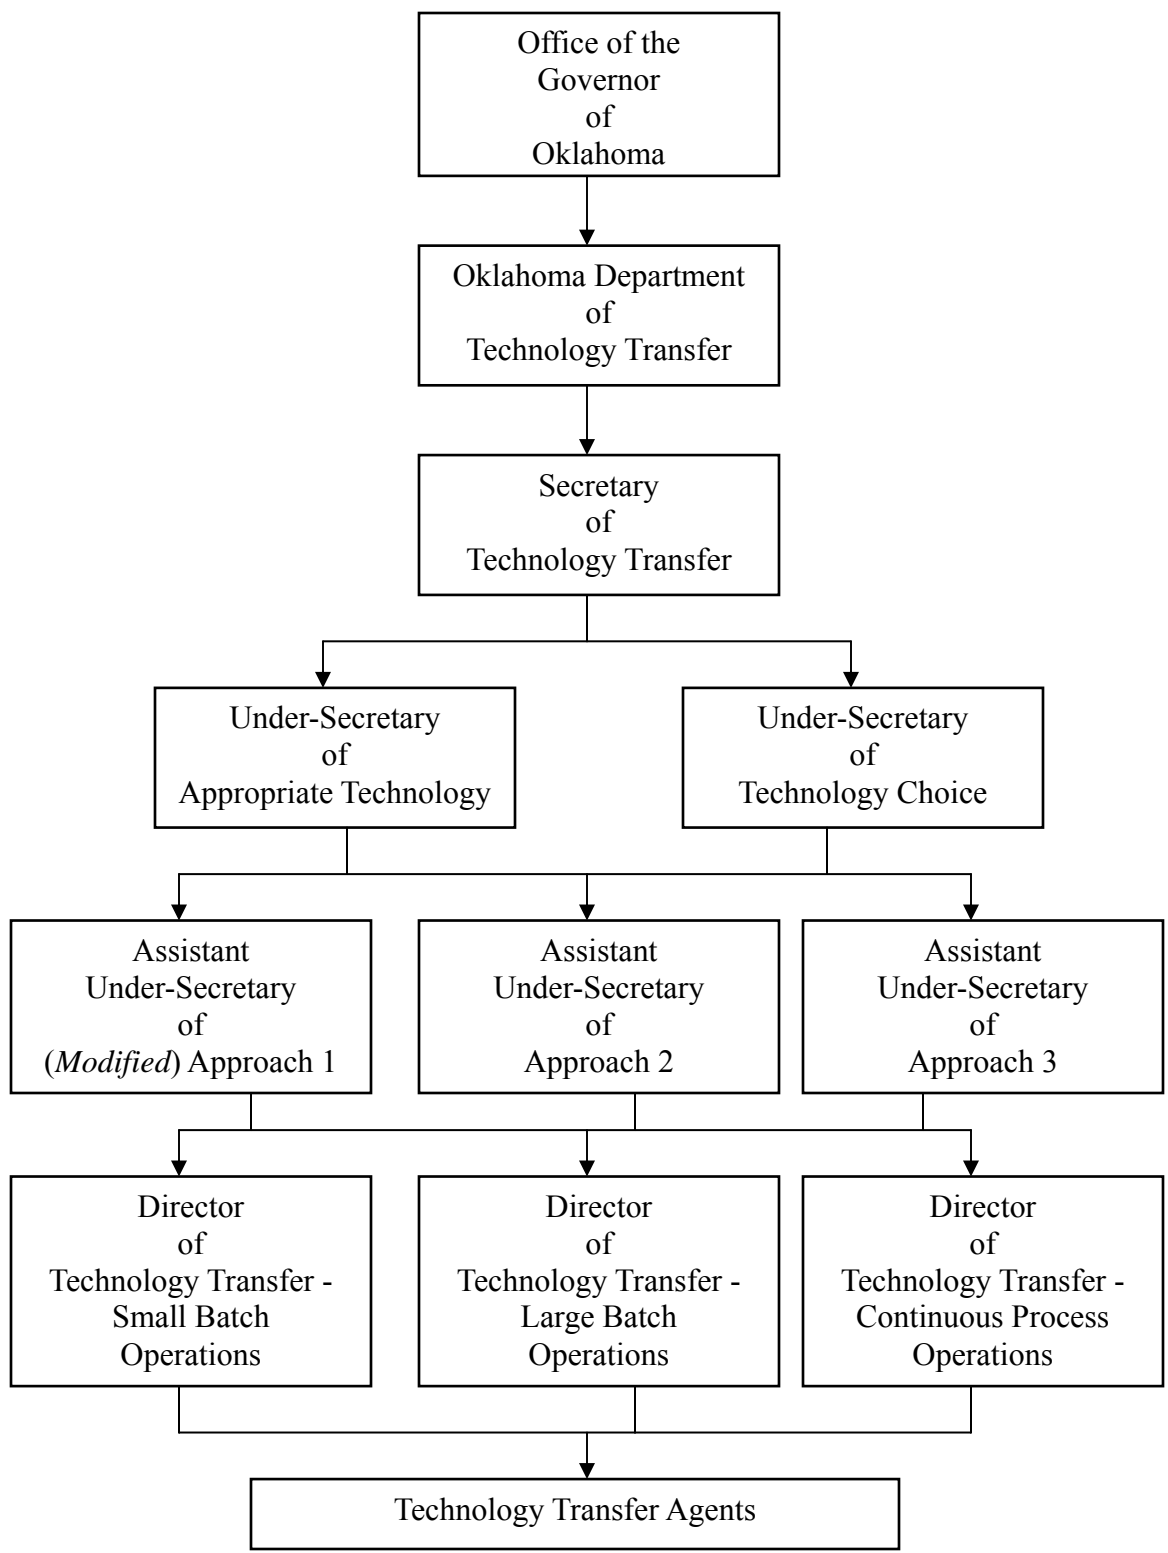 Office of the
Governor
of
Oklahoma
Oklahoma Department
of
Technology Transfer
Secretary
of
Technology Transfer
Under-Secretary
of
Appropriate Technology
Under-Secretary
of
Technology Choice
Assistant
Under-Secretary
of
(Modified) Approach 1
Assistant
Under-Secretary
of
Approach 2
Assistant
Under-Secretary
of
Approach 3
Director
of
Technology Transfer -
Small Batch
Operations
Director
of
Technology Transfer -
Large Batch
Operations
Director
of
Technology Transfer -
Continuous Process
Operations
Technology Transfer Agents